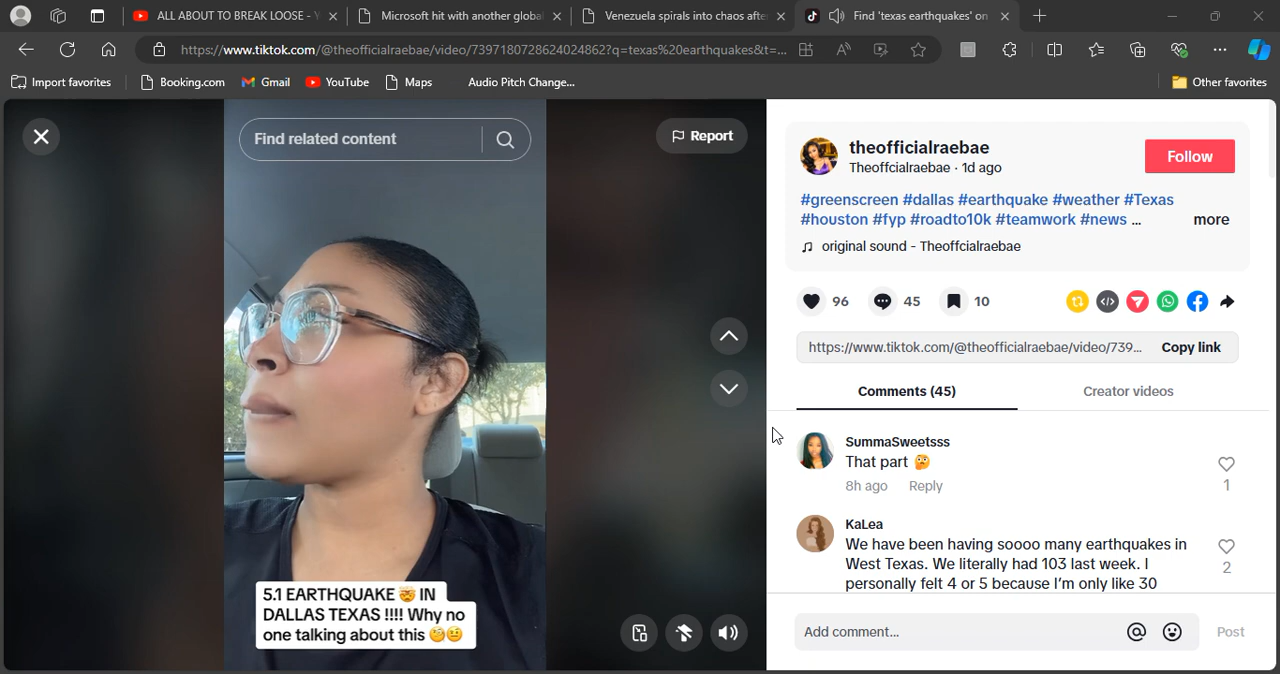 ALL ABOUT TO BREAK LOOSE - Y
Microsoft hit with another global
Venezuela spirals into chaos after
Find 'texas earthquakes' on
https://www.tiktok.com/@theofficialraebae/video/7397180728624024862?q=texas%20earthquakes&t=...
Import favorites
Booking.com
Gmail
YouTube
Maps
Audio Pitch Change...
Other favorites
Find related content
Report
theofficialraebae
Theoffcialraebae · 1d ago
Follow
#greenscreen #dallas #earthquake #weather #Texas
#houston #fyp #roadto10k #teamwork #news ... more
original sound - Theoffcialraebae
96 45 10
https://www.tiktok.com/@theofficialraebae/video/739... Copy link
Comments (45) Creator videos
SummaSweetsss
That part 🤔
8h ago Reply
1
KaLea
We have been having soooo many earthquakes in
West Texas. We literally had 103 last week. I
personally felt 4 or 5 because I'm only like 30
2
5.1 EARTHQUAKE 🤯 IN
DALLAS TEXAS !!!! Why no
one talking about this 🧐🤨
Add comment... Post